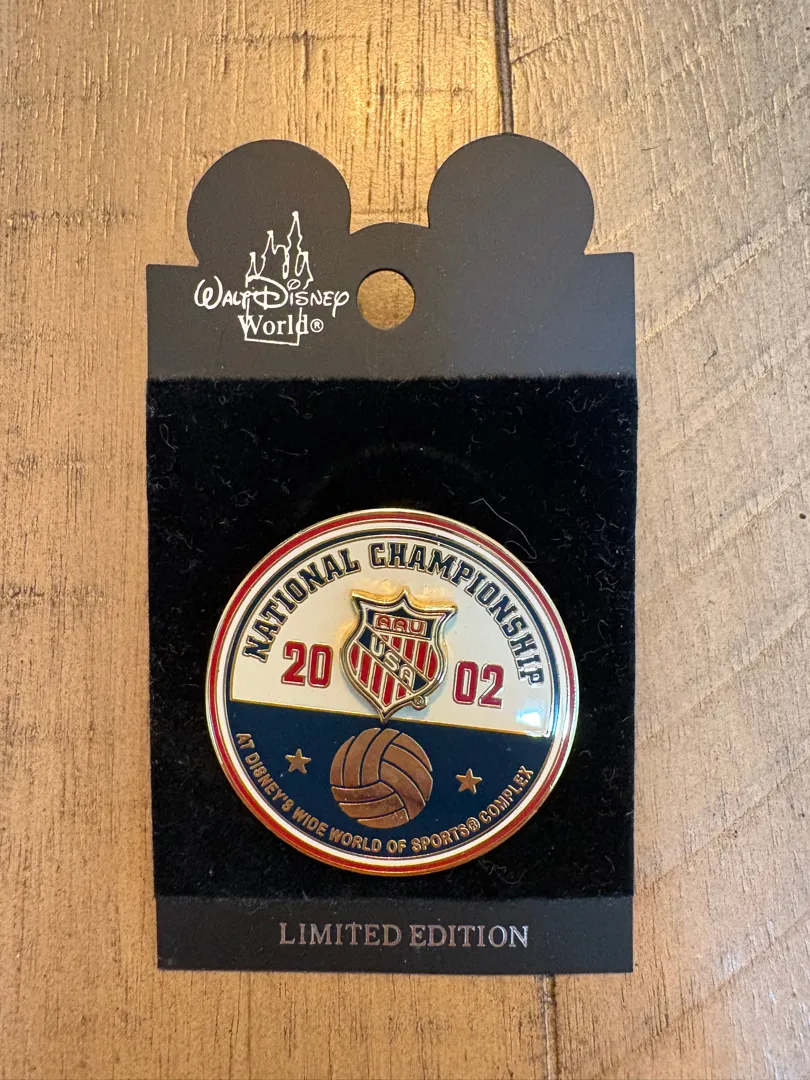 WALT DISNEY
World®
NATIONAL CHAMPIONSHIP
AAU
USA
®
20 02
AT DISNEY'S WIDE WORLD OF SPORTS® COMPLEX
LIMITED EDITION